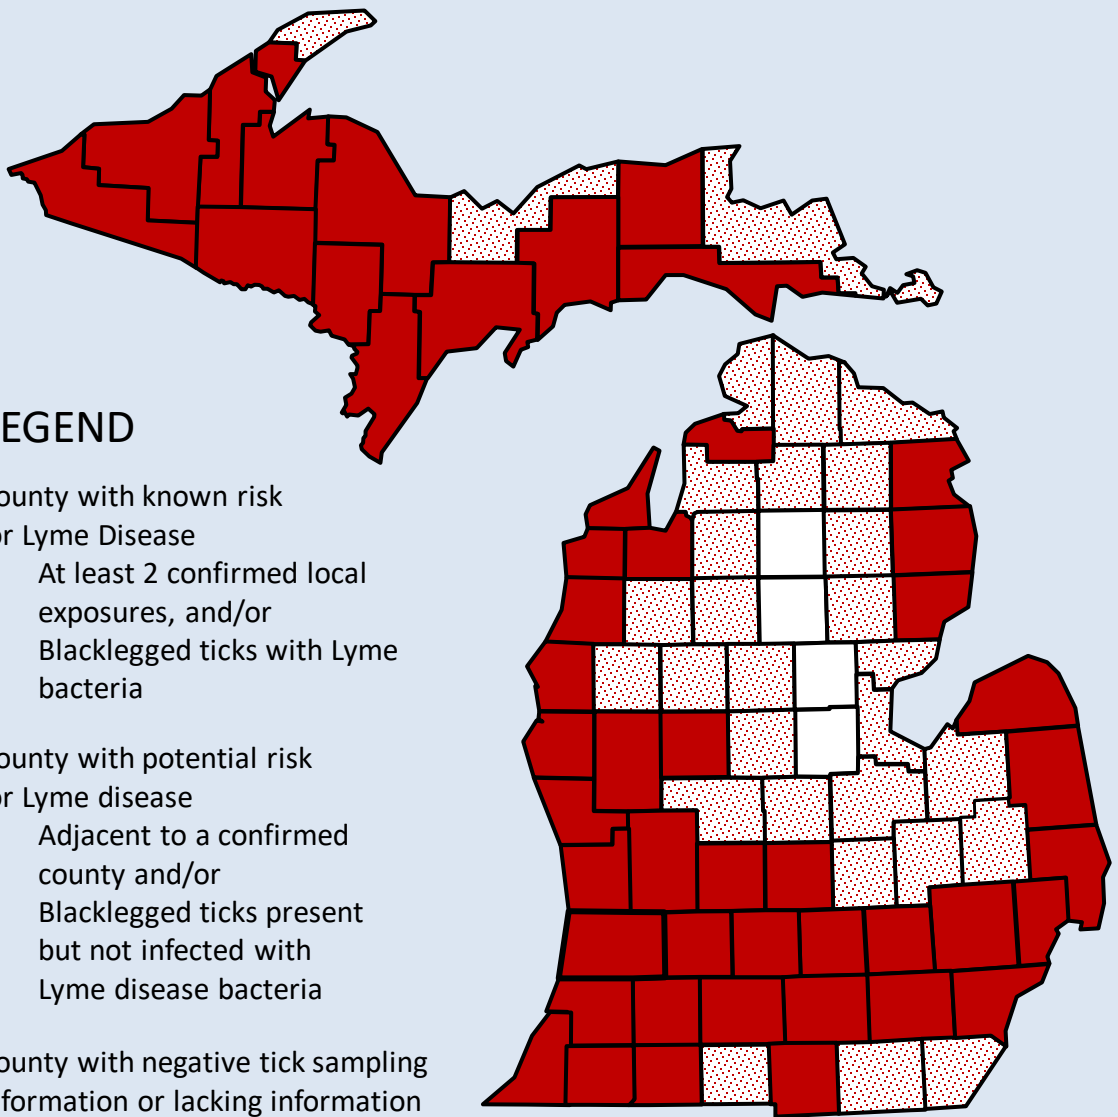 EGEND
ounty with known risk
or Lyme Disease
At least 2 confirmed local
exposures, and/or
Blacklegged ticks with Lyme
bacteria
ounty with potential risk
or Lyme disease
Adjacent to a confirmed
county and/or
Blacklegged ticks present
but not infected with
Lyme disease bacteria
ounty with negative tick sampling
formation or lacking information